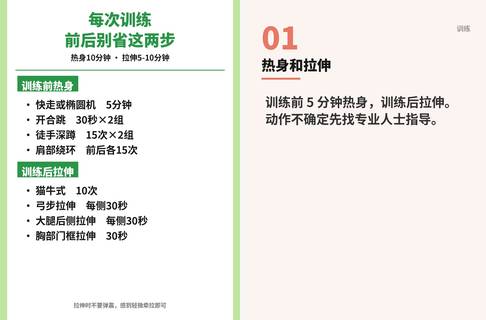 每次训练
前后别省这两步
热身10分钟 · 拉伸5-10分钟
训练前热身
• 快走或椭圆机 5分钟
• 开合跳 30秒×2组
• 徒手深蹲 15次×2组
• 肩部绕环 前后各15次
训练后拉伸
• 猫牛式 10次
• 弓步拉伸 每侧30秒
• 大腿后侧拉伸 每侧30秒
• 胸部门框拉伸 30秒
拉伸时不要弹震，感到轻微牵拉即可
训练
01
热身和拉伸
训练前 5 分钟热身，训练后拉伸。
动作不确定先找专业人士指导。